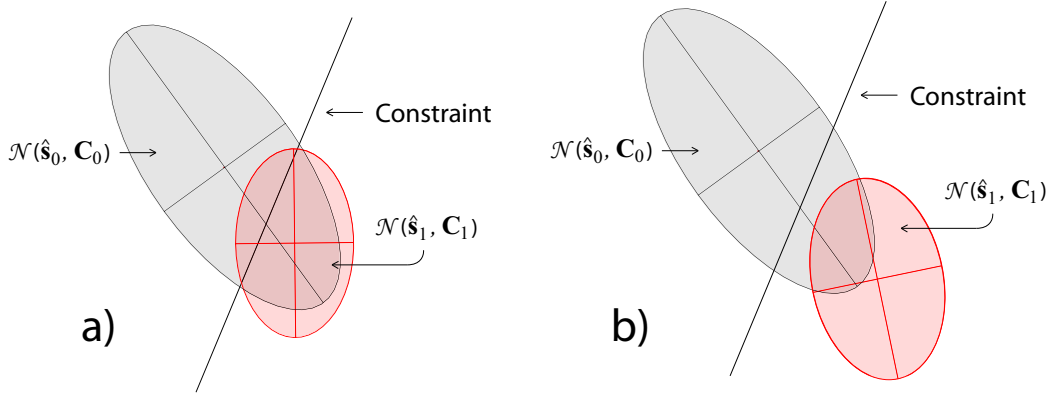 Constraint
𝒩(ŝ₀, C₀)
𝒩(ŝ₁, C₁)
a)
Constraint
𝒩(ŝ₀, C₀)
𝒩(ŝ₁, C₁)
b)